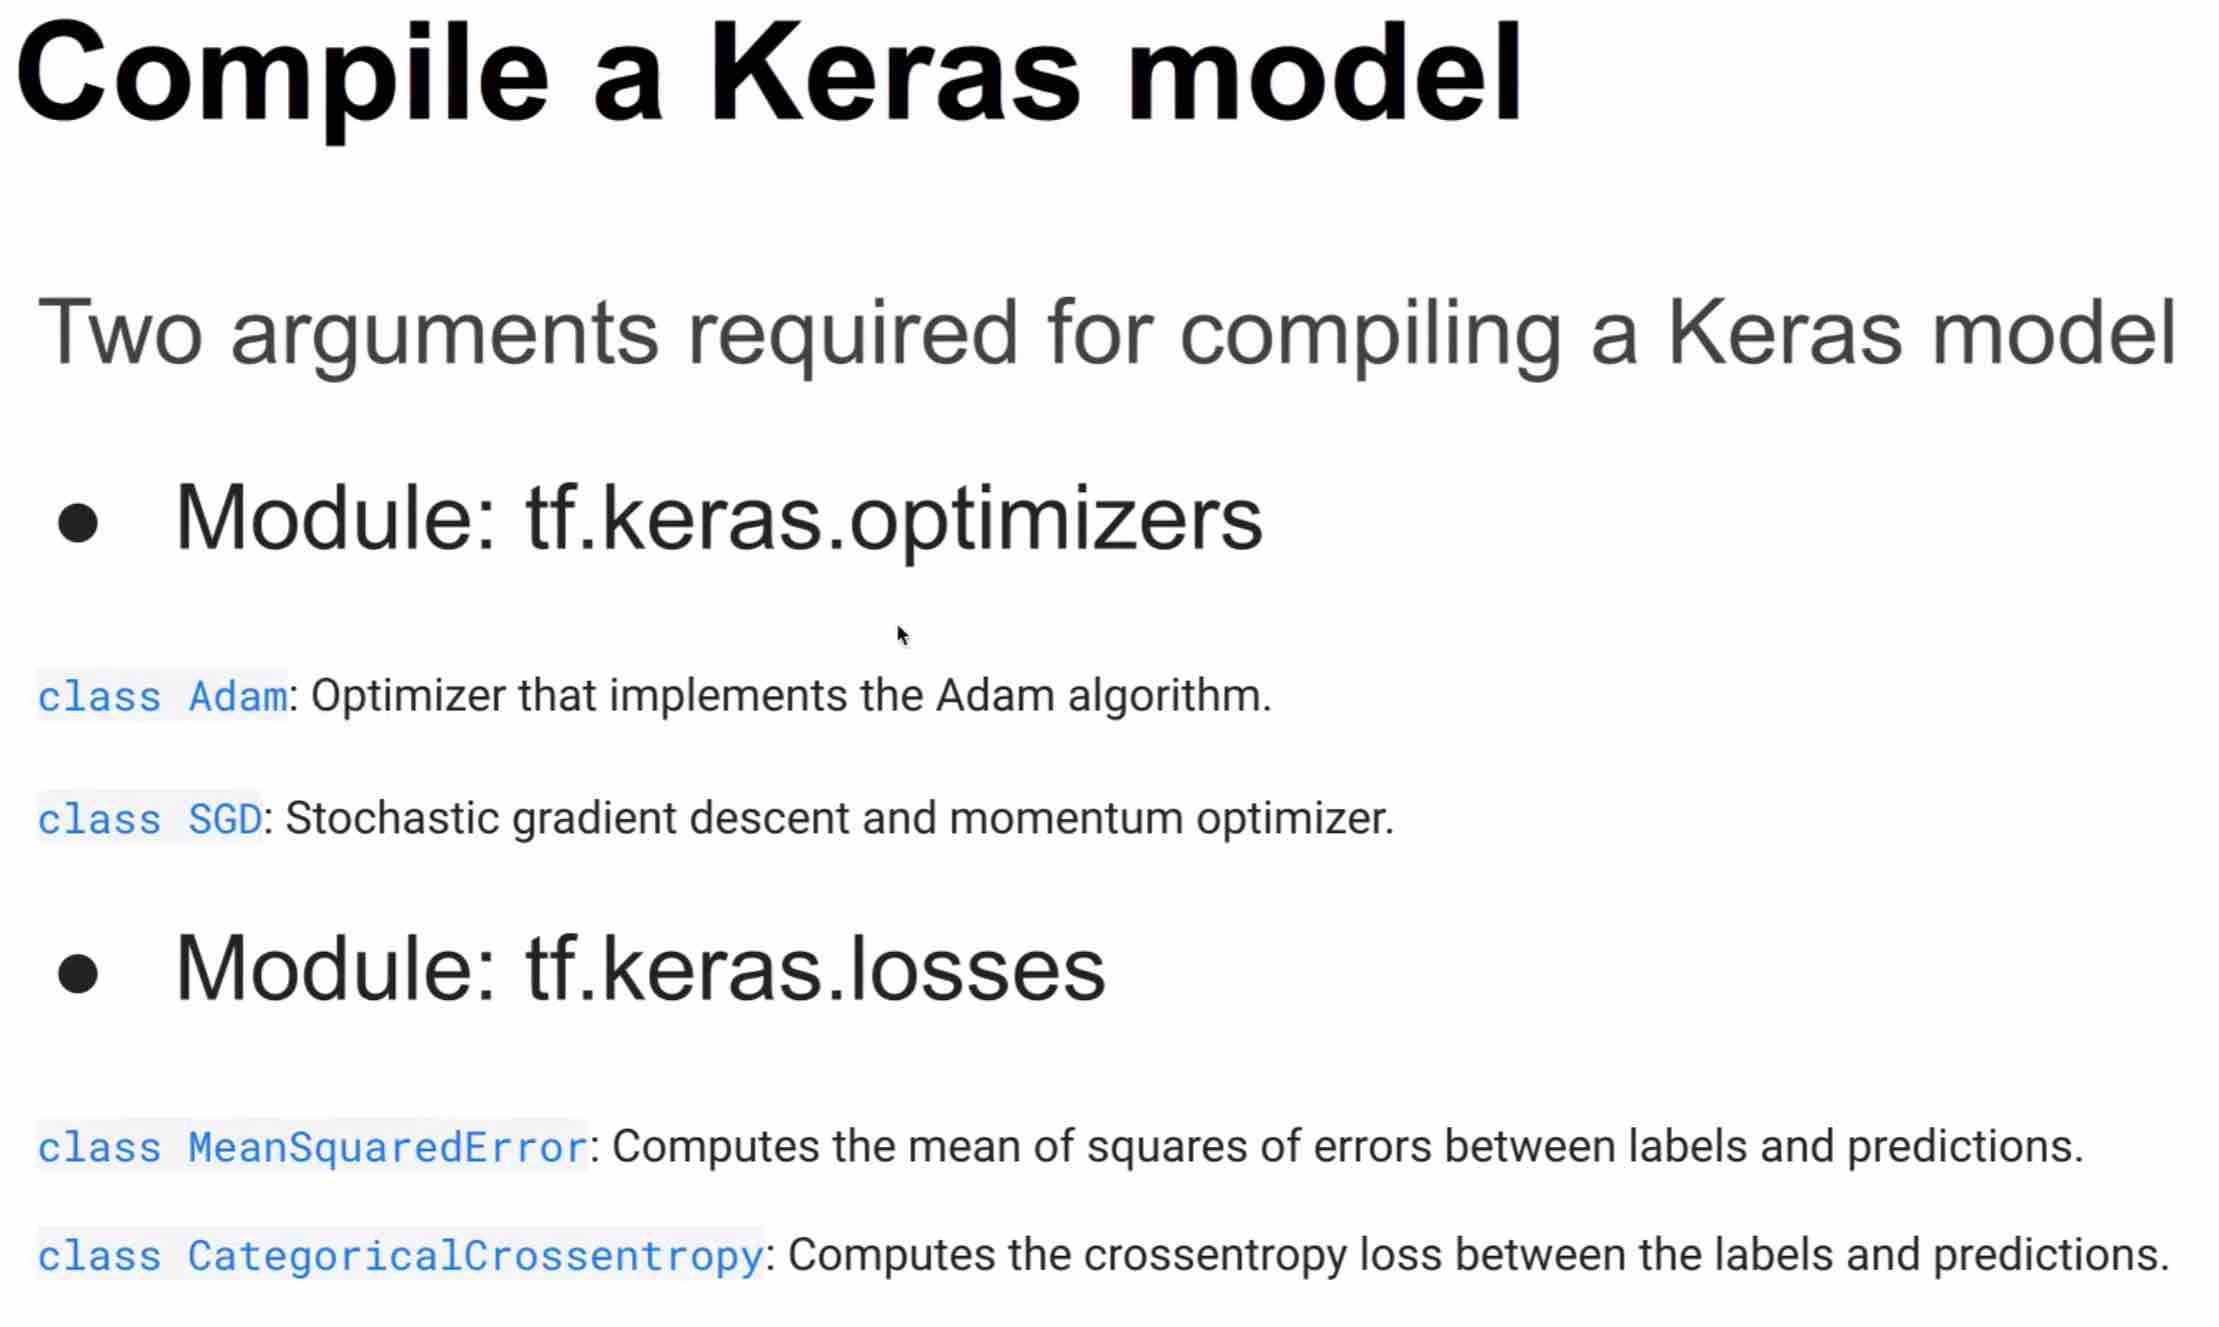 Compile a Keras model
Two arguments required for compiling a Keras model
● Module: tf.keras.optimizers
class Adam: Optimizer that implements the Adam algorithm.
class SGD: Stochastic gradient descent and momentum optimizer.
● Module: tf.keras.losses
class MeanSquaredError: Computes the mean of squares of errors between labels and predictions.
class CategoricalCrossentropy: Computes the crossentropy loss between the labels and predictions.